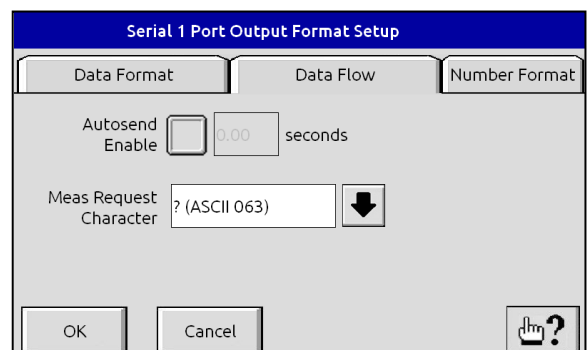 Serial 1 Port Output Format Setup
Data Format Data Flow Number Format
Autosend
Enable 0.00 seconds
Meas Request
Character ? (ASCII 063)
OK Cancel ?